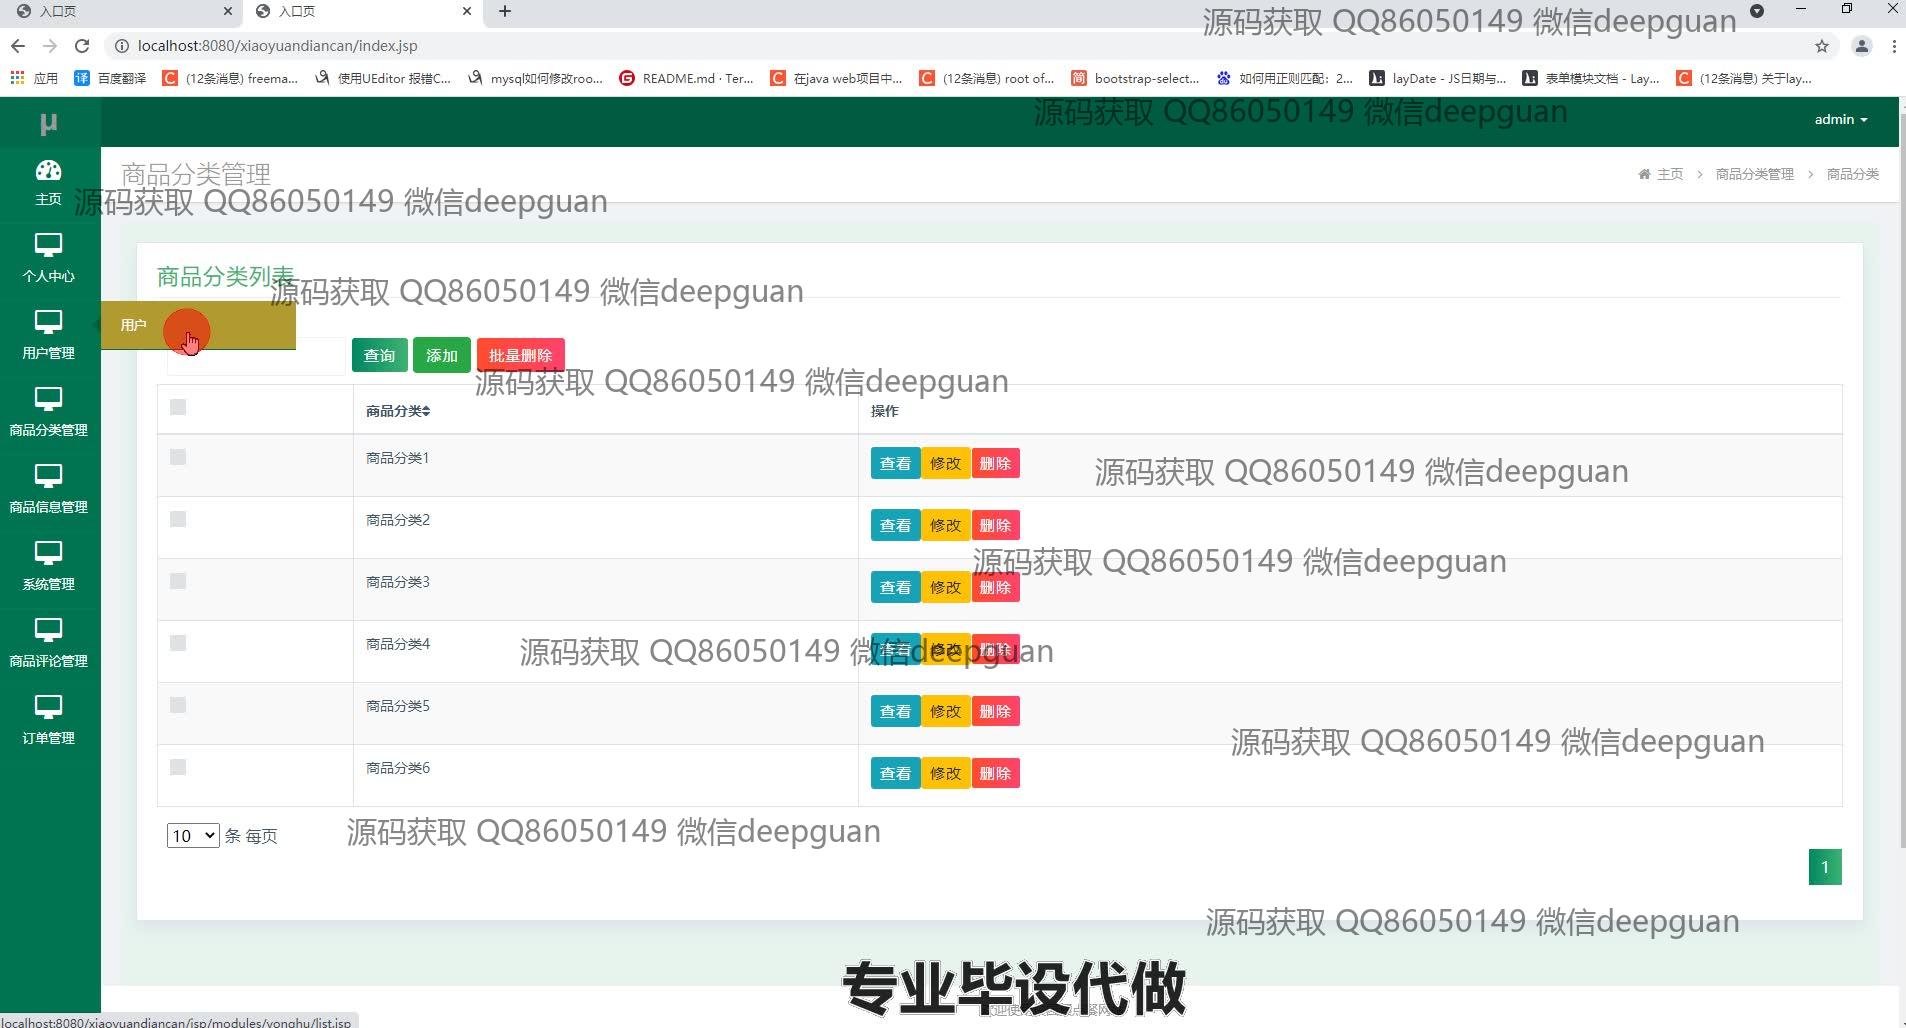 入口页
入口页
源码获取 QQ86050149 微信deepguan
localhost:8080/xiaoyuandiancan/index.jsp
应用
百度翻译
(12条消息) freema...
使用UEditor 报错C...
mysql如何修改roo...
README.md · Ter...
在java web项目中...
(12条消息) root of...
bootstrap-select...
如何用正则匹配：2...
layDate - JS日期与...
表单模块文档 - Lay...
(12条消息) 关于lay...
μ
源码获取 QQ86050149 微信deepguan
admin
主页
商品分类管理
主页 > 商品分类管理 > 商品分类
源码获取 QQ86050149 微信deepguan
个人中心
商品分类列表
源码获取 QQ86050149 微信deepguan
用户管理
用户
查询
添加
批量删除
源码获取 QQ86050149 微信deepguan
商品分类管理
商品分类
操作
商品分类1
查看 修改 删除
源码获取 QQ86050149 微信deepguan
商品信息管理
商品分类2
查看 修改 删除
源码获取 QQ86050149 微信deepguan
系统管理
商品分类3
查看 修改 删除
商品评论管理
商品分类4
查看 修改 删除
源码获取 QQ86050149 微信deepguan
订单管理
商品分类5
查看 修改 删除
源码获取 QQ86050149 微信deepguan
商品分类6
查看 修改 删除
10 条 每页
源码获取 QQ86050149 微信deepguan
1
源码获取 QQ86050149 微信deepguan
专业毕设代做
localhost:8080/xiaoyuandiancan/jsp/modules/yonghu/list.jsp